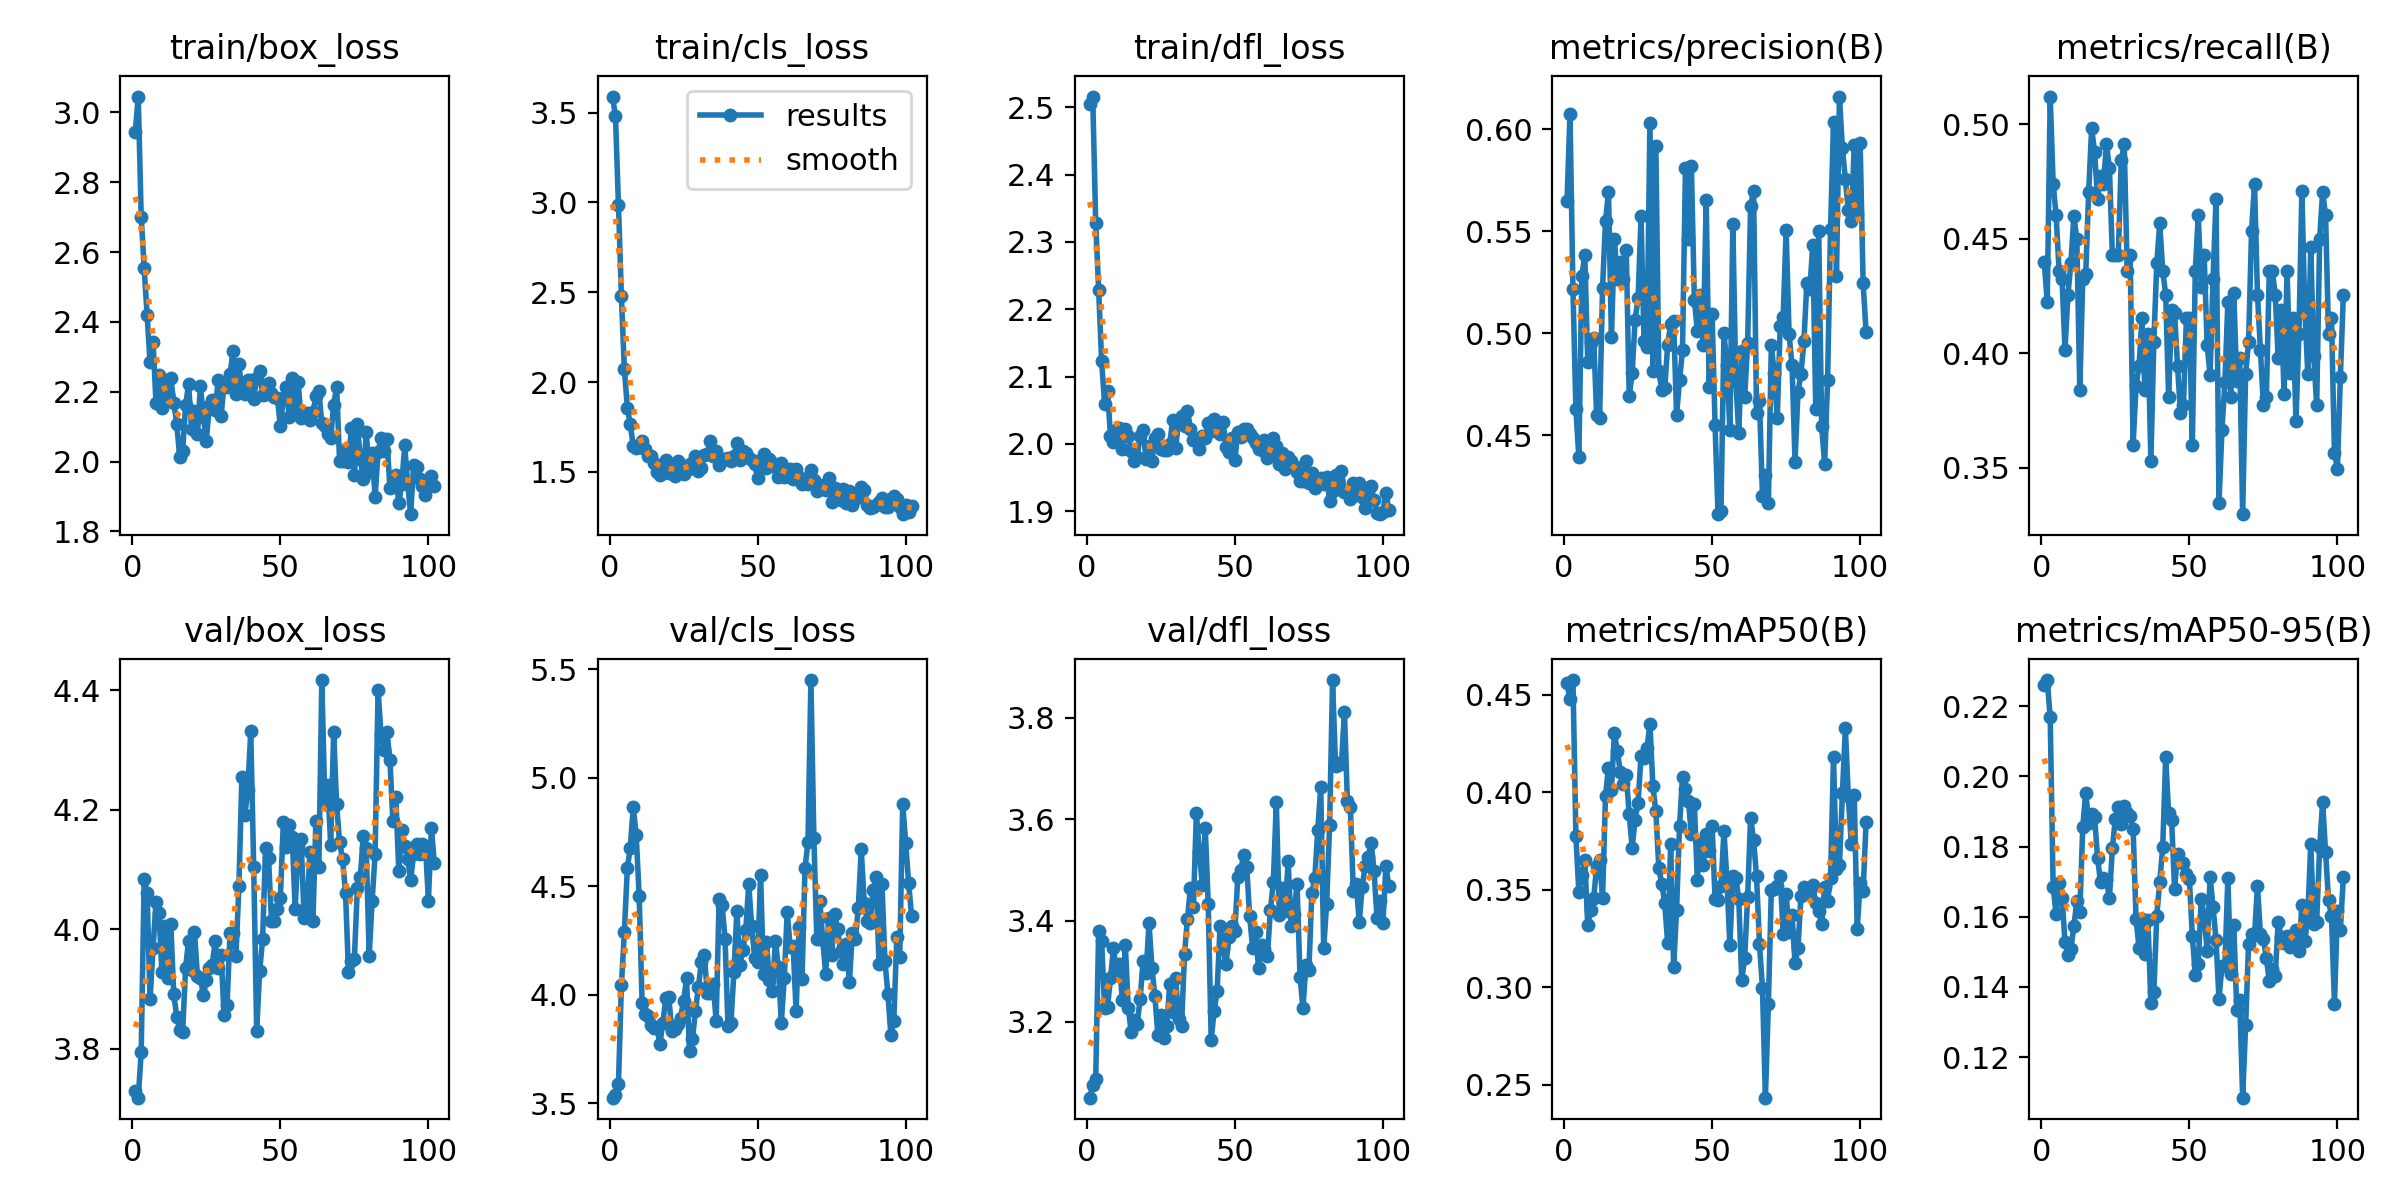 train/box_loss
3.0
2.8
2.6
2.4
2.2
2.0
1.8
0 50 100
train/cls_loss
results
smooth
3.5
3.0
2.5
2.0
1.5
0 50 100
train/dfl_loss
2.5
2.4
2.3
2.2
2.1
2.0
1.9
0 50 100
metrics/precision(B)
0.60
0.55
0.50
0.45
0 50 100
metrics/recall(B)
0.50
0.45
0.40
0.35
0 50 100
val/box_loss
4.4
4.2
4.0
3.8
0 50 100
val/cls_loss
5.5
5.0
4.5
4.0
3.5
0 50 100
val/dfl_loss
3.8
3.6
3.4
3.2
0 50 100
metrics/mAP50(B)
0.45
0.40
0.35
0.30
0.25
0 50 100
metrics/mAP50-95(B)
0.22
0.20
0.18
0.16
0.14
0.12
0 50 100